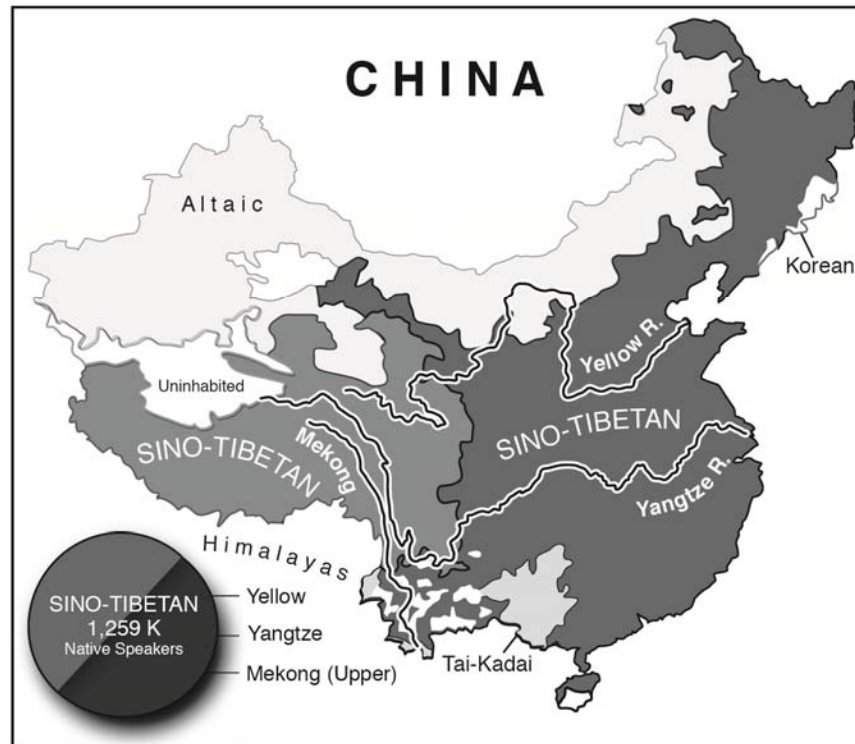 CHINA
Altaic
Korean
Yellow R.
Uninhabited
SINO-TIBETAN
SINO-TIBETAN
Mekong
Yangtze R.
Himalayas
SINO-TIBETAN
1,259 K
Native Speakers
Yellow
Yangtze
Mekong (Upper)
Tai-Kadai